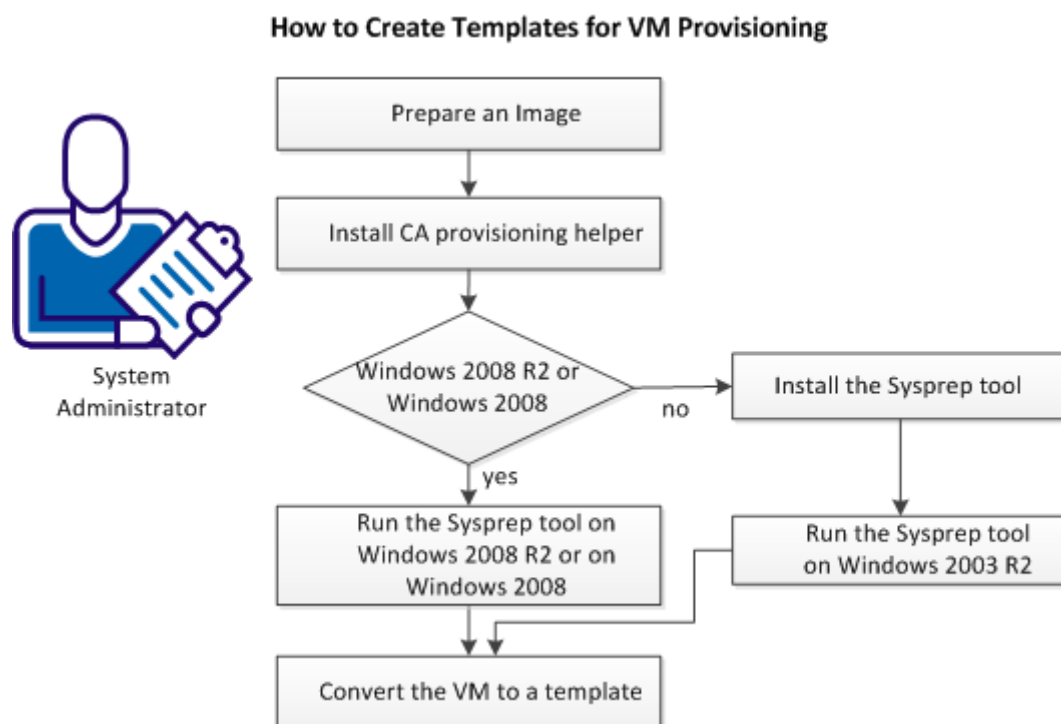 How to Create Templates for VM Provisioning
Prepare an Image
Install CA provisioning helper
System
Administrator
Windows 2008 R2 or
Windows 2008
no
Install the Sysprep tool
yes
Run the Sysprep tool on
Windows 2008 R2 or on
Windows 2008
Run the Sysprep tool
on Windows 2003 R2
Convert the VM to a template